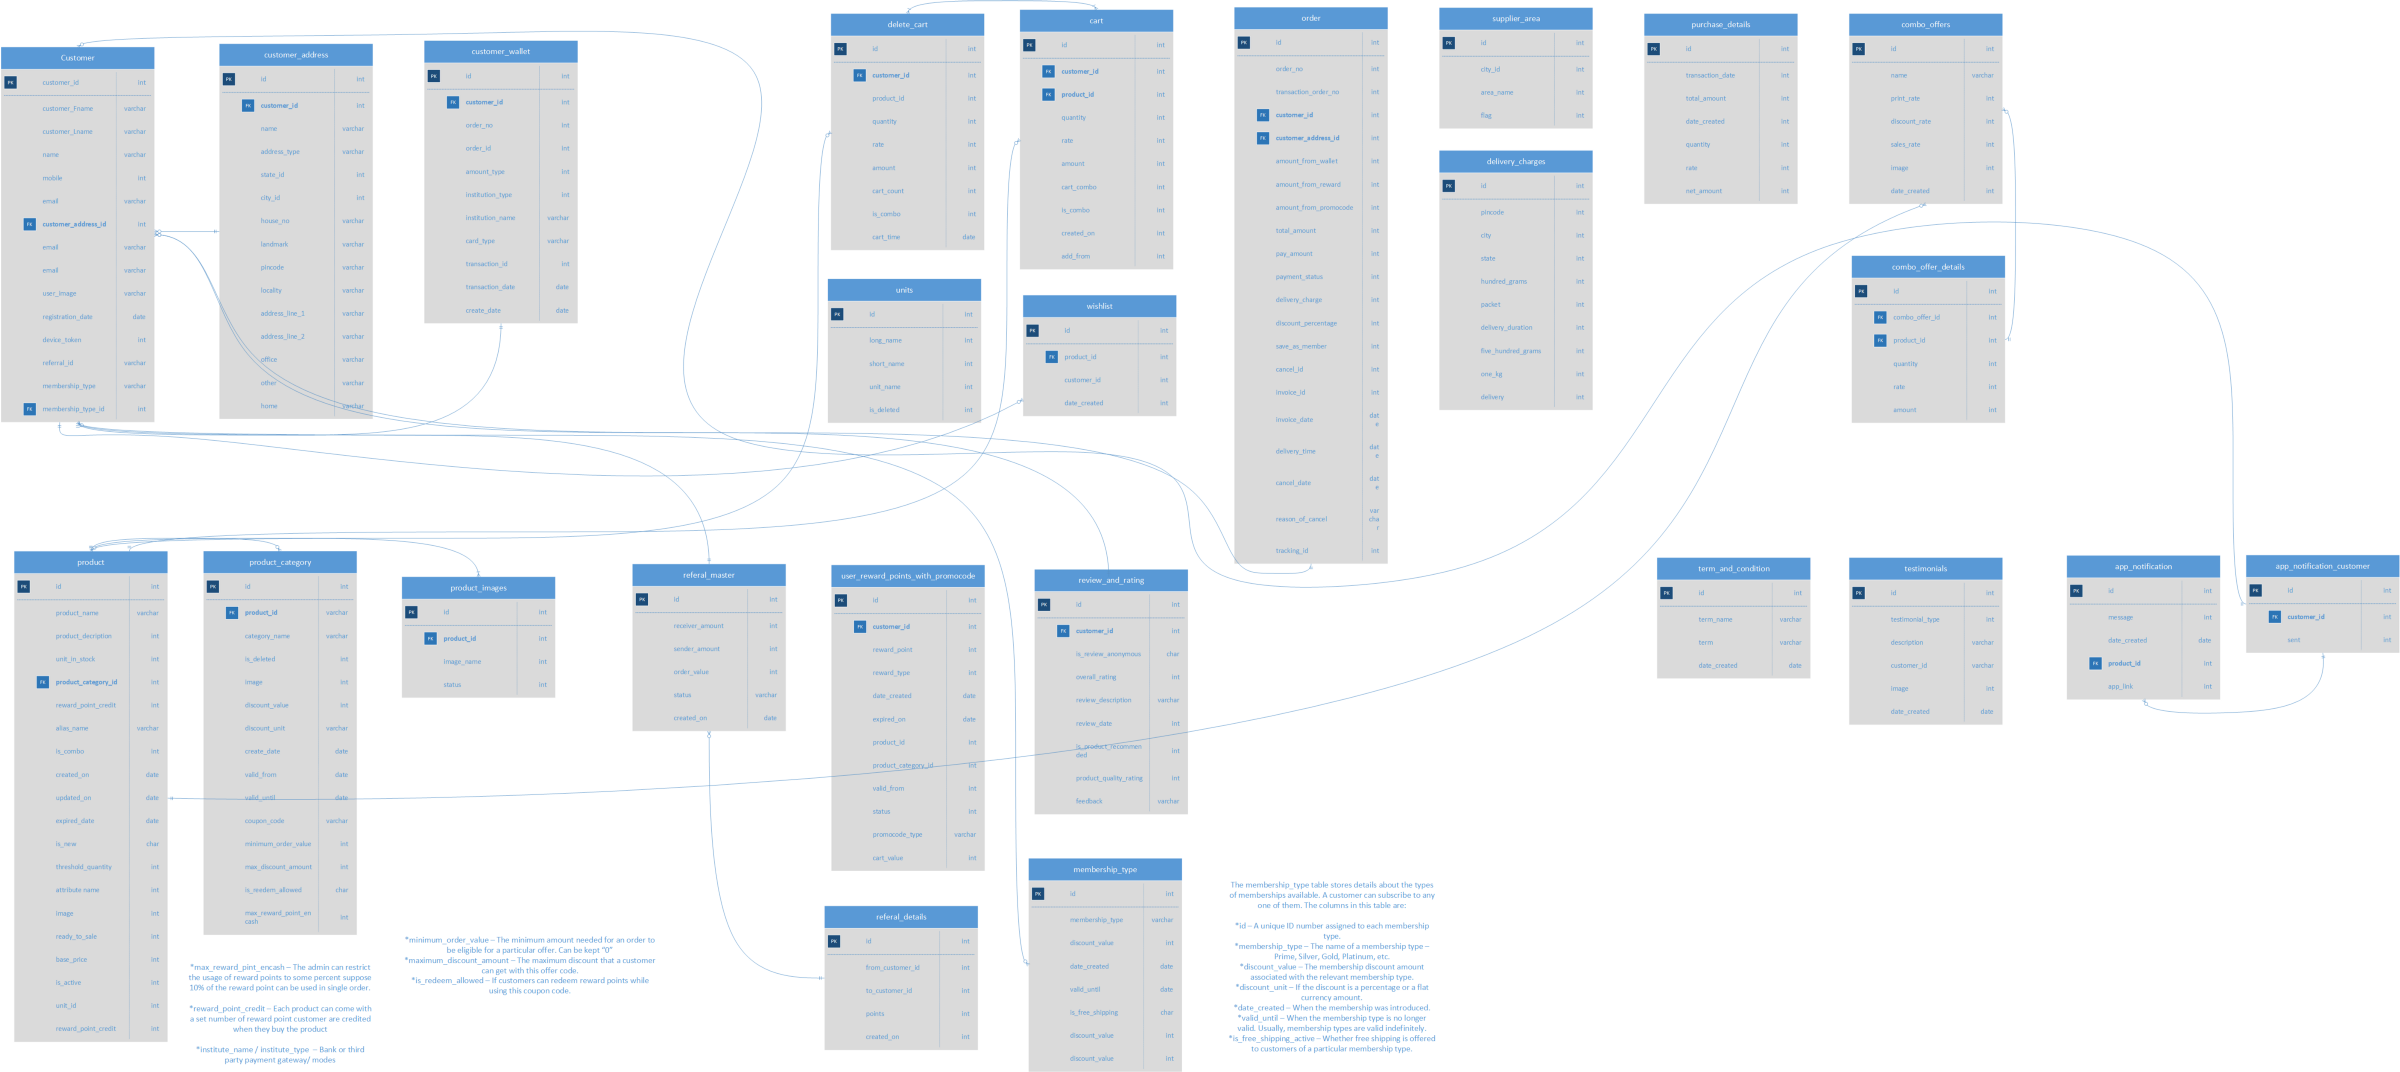 Customer
PK customer_id int
customer_Fname varchar
customer_Lname varchar
name varchar
mobile int
email varchar
FK customer_address_id int
email varchar
email varchar
user_image varchar
registration_date date
device_token int
referral_id varchar
membership_type varchar
FK membership_type_id int
customer_address
PK id int
FK customer_id int
name varchar
address_type varchar
state_id int
city_id int
house_no varchar
landmark varchar
pincode varchar
locality varchar
address_line_1 varchar
address_line_2 varchar
office varchar
other varchar
home varchar
customer_wallet
PK id int
FK customer_id int
order_no int
order_id int
amount_type int
institution_type int
institution_name varchar
card_type varchar
transaction_id int
transaction_date date
create_date date
delete_cart
PK id int
FK customer_id int
product_id int
quantity int
rate int
amount int
cart_count int
is_combo int
cart_time date
cart
PK id int
FK customer_id int
FK product_id int
quantity int
rate int
amount int
cart_combo int
is_combo int
created_on int
add_from int
units
PK id int
long_name int
short_name int
unit_name int
is_deleted int
wishlist
PK id int
FK product_id int
customer_id int
date_created int
order
PK id int
order_no int
transaction_order_no int
FK customer_id int
FK customer_address_id int
amount_from_wallet int
amount_from_reward int
amount_from_promocode int
total_amount int
pay_amount int
payment_status int
delivery_charge int
discount_percentage int
save_as_member int
cancel_id int
invoice_id int
invoice_date dat
e
delivery_time dat
e
cancel_date dat
e
reason_of_cancel var
cha
r
tracking_id int
supplier_area
PK id int
city_id int
area_name int
flag int
delivery_charges
PK id int
pincode int
city int
state int
hundred_grams int
packet int
delivery_duration int
five_hundred_grams int
one_kg int
delivery int
purchase_details
PK id int
transaction_date int
total_amount int
date_created int
quantity int
rate int
net_amount int
combo_offers
PK id int
name varchar
print_rate int
discount_rate int
sales_rate int
image int
date_created int
combo_offer_details
PK id int
FK combo_offer_id int
FK product_id int
quantity int
rate int
amount int
product
PK id int
product_name varchar
product_decription int
unit_in_stock int
FK product_category_id int
reward_point_credit int
alias_name varchar
is_combo int
created_on date
updated_on date
expired_date date
is_new char
threshold_quantity int
attribute name int
image int
ready_to_sale int
base_price int
is_active int
unit_id int
reward_point_credit int
product_category
PK id int
FK product_id varchar
category_name varchar
is_deleted int
image int
discount_value int
discount_unit varchar
create_date date
valid_from date
valid_until date
coupon_code varchar
minimum_order_value int
max_discount_amount int
is_reedem_allowed char
max_reward_point_en
cash int
product_images
PK id int
FK product_id int
image_name int
status int
referal_master
PK id int
receiver_amount int
sender_amount int
order_value int
status varchar
created_on date
user_reward_points_with_promocode
PK id int
FK customer_id int
reward_point int
reward_type int
date_created date
expired_on date
product_id int
product_category_id int
valid_from int
status int
promocode_type varchar
cart_value int
review_and_rating
PK id int
FK customer_id int
is_review_anonymous char
overall_rating int
review_description varchar
review_date int
is_product_recommen
ded int
product_quality_rating int
feedback varchar
term_and_condition
PK id int
term_name varchar
term varchar
date_created date
testimonials
PK id int
testimonial_type int
description varchar
customer_id varchar
image int
date_created date
app_notification
PK id int
message int
date_created date
FK product_id int
app_link int
app_notification_customer
PK id int
FK customer_id int
sent int
referal_details
PK id int
from_customer_id int
to_customer_id int
points int
created_on int
membership_type
PK id int
membership_type varchar
discount_value int
date_created date
valid_until date
is_free_shipping char
discount_value int
discount_value int
*max_reward_pint_encash – The admin can restrict
the usage of reward points to some percent suppose
10% of the reward point can be used in single order.
*reward_point_credit – Each product can come with
a set number of reward point customer are credited
when they buy the product
*institute_name / institute_type – Bank or third
party payment gateway/ modes
*minimum_order_value – The minimum amount needed for an order to
be eligible for a particular offer. Can be kept "0"
*maximum_discount_amount – The maximum discount that a customer
can get with this offer code.
*is_redeem_allowed – If customers can redeem reward points while
using this coupon code.
The membership_type table stores details about the types
of memberships available. A customer can subscribe to any
one of them. The columns in this table are:
*id – A unique ID number assigned to each membership
type.
*membership_type – The name of a membership type –
Prime, Silver, Gold, Platinum, etc.
*discount_value – The membership discount amount
associated with the relevant membership type.
*discount_unit – If the discount is a percentage or a flat
currency amount.
*date_created – When the membership was introduced.
*valid_until – When the membership type is no longer
valid. Usually, membership types are valid indefinitely.
*is_free_shipping_active – Whether free shipping is offered
to customers of a particular membership type.